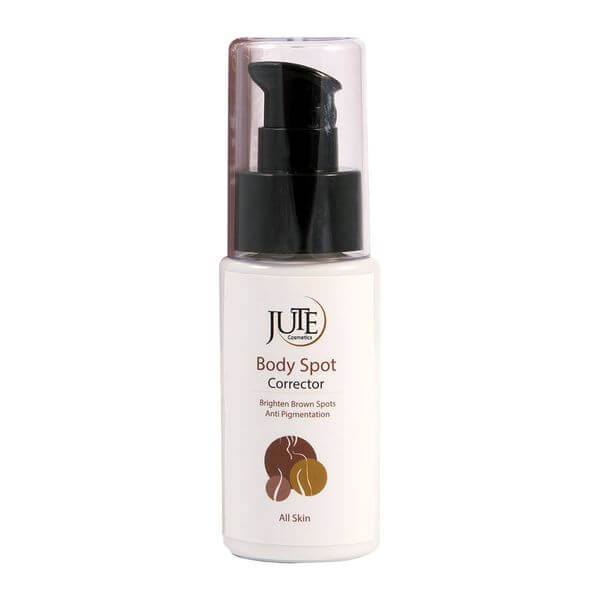 JUTE
Cosmetics
Body Spot
Corrector
Brighten Brown Spots
Anti Pigmentation
All Skin